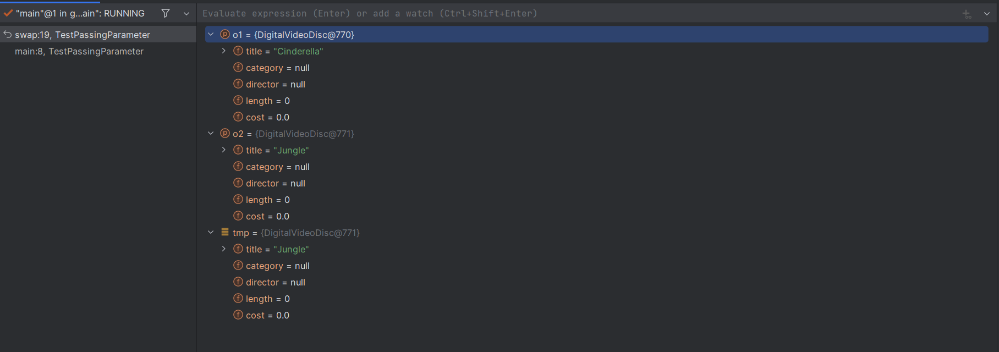 "main"@1 in g...ain": RUNNING
Evaluate expression (Enter) or add a watch (Ctrl+Shift+Enter)
swap:19, TestPassingParameter
main:8, TestPassingParameter
o1 = {DigitalVideoDisc@770}
title = "Cinderella"
category = null
director = null
length = 0
cost = 0.0
o2 = {DigitalVideoDisc@771}
title = "Jungle"
category = null
director = null
length = 0
cost = 0.0
tmp = {DigitalVideoDisc@771}
title = "Jungle"
category = null
director = null
length = 0
cost = 0.0